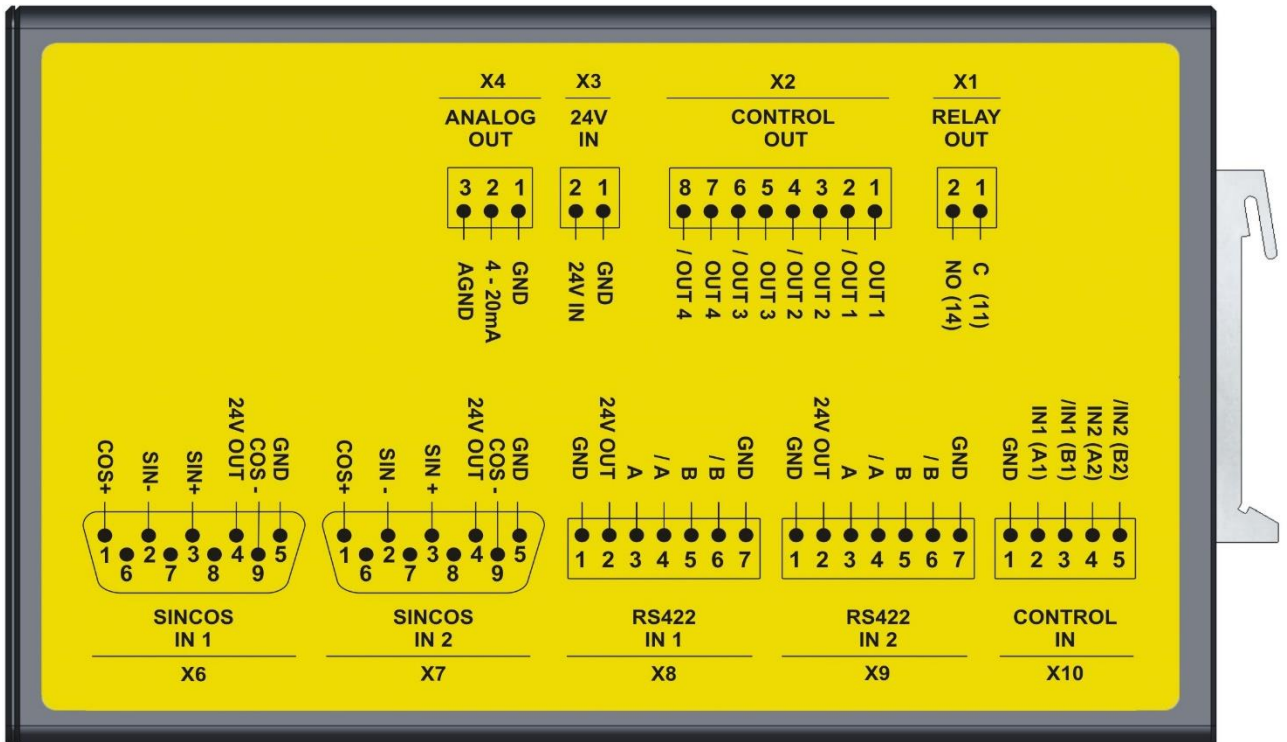 X4 X3 X2 X1
ANALOG OUT 24V IN CONTROL OUT RELAY OUT
3 2 1 2 1 8 7 6 5 4 3 2 1 2 1
AGND 4 - 20mA GND 24V IN GND /OUT 4 OUT 4 /OUT 3 OUT 3 /OUT 2 OUT 2 /OUT 1 OUT 1 NO (14) C (11)
COS+ SIN- SIN+ 24V OUT COS - GND COS+ SIN - SIN + 24V OUT COS - GND GND 24V OUT A /A B /B GND GND 24V OUT A /A B /B GND GND IN1 (A1) /IN1 (B1) IN2 (A2) /IN2 (B2)
1 2 3 4 5 1 2 3 4 5 1 2 3 4 5 6 7 1 2 3 4 5 6 7 1 2 3 4 5
6 7 8 9 6 7 8 9
SINCOS RS422 CONTROL
SINCOS IN 1 SINCOS IN 2 RS422 IN 1 RS422 IN 2 CONTROL IN
X6 X7 X8 X9 X10